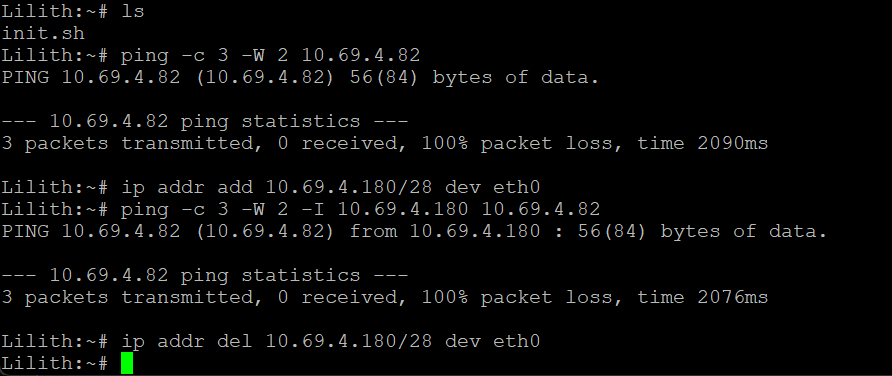 Lilith:~# ls
init.sh
Lilith:~# ping -c 3 -W 2 10.69.4.82
PING 10.69.4.82 (10.69.4.82) 56(84) bytes of data.
--- 10.69.4.82 ping statistics ---
3 packets transmitted, 0 received, 100% packet loss, time 2090ms
Lilith:~# ip addr add 10.69.4.180/28 dev eth0
Lilith:~# ping -c 3 -W 2 -I 10.69.4.180 10.69.4.82
PING 10.69.4.82 (10.69.4.82) from 10.69.4.180 : 56(84) bytes of data.
--- 10.69.4.82 ping statistics ---
3 packets transmitted, 0 received, 100% packet loss, time 2076ms
Lilith:~# ip addr del 10.69.4.180/28 dev eth0
Lilith:~#